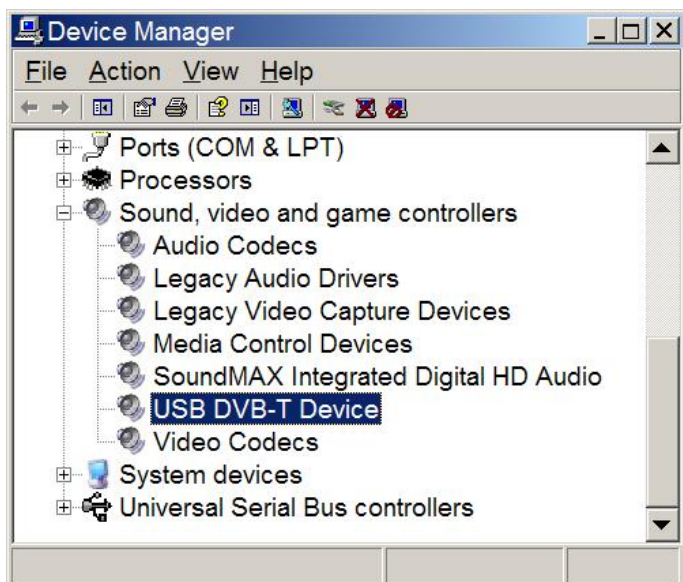 Device Manager
File Action View Help
Ports (COM & LPT)
Processors
Sound, video and game controllers
Audio Codecs
Legacy Audio Drivers
Legacy Video Capture Devices
Media Control Devices
SoundMAX Integrated Digital HD Audio
USB DVB-T Device
Video Codecs
System devices
Universal Serial Bus controllers